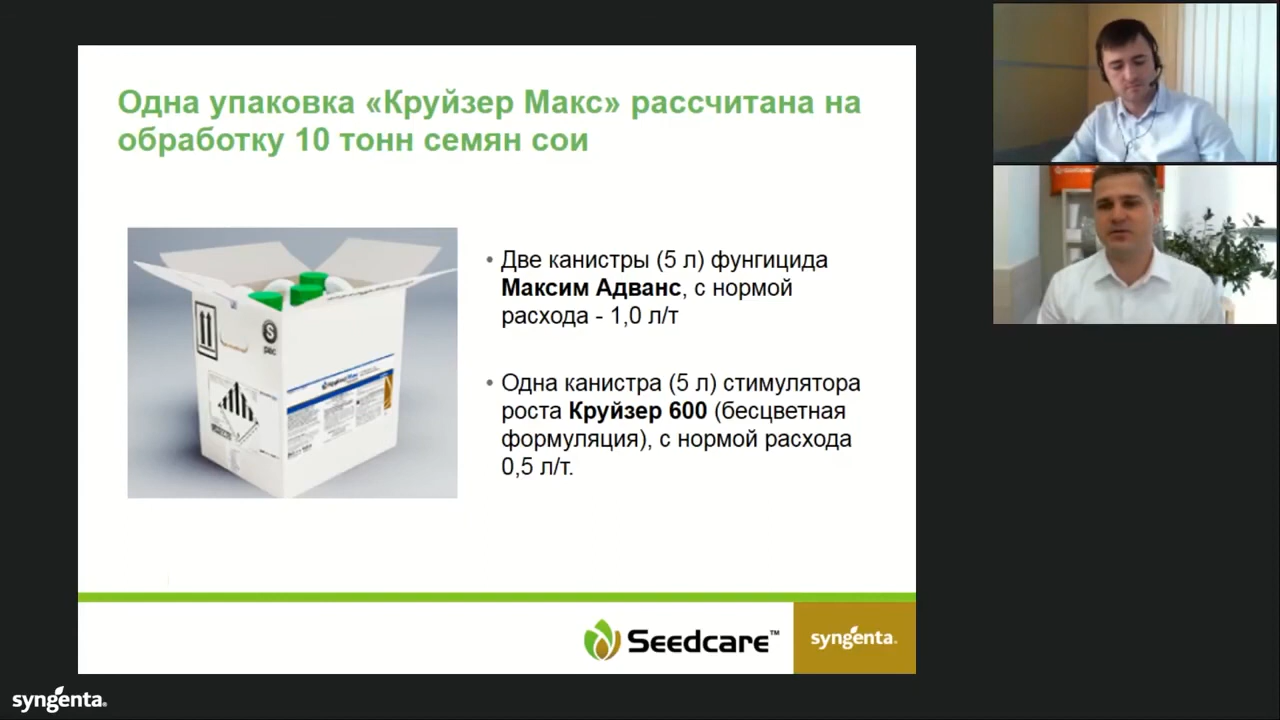 Одна упаковка «Круйзер Макс» рассчитана на
обработку 10 тонн семян сои
• Две канистры (5 л) фунгицида
Максим Адванс, с нормой
расхода - 1,0 л/т
• Одна канистра (5 л) стимулятора
роста Круйзер 600 (бесцветная
формуляция), с нормой расхода
0,5 л/т.
S
pac
Seedcare™
syngenta.
syngenta.